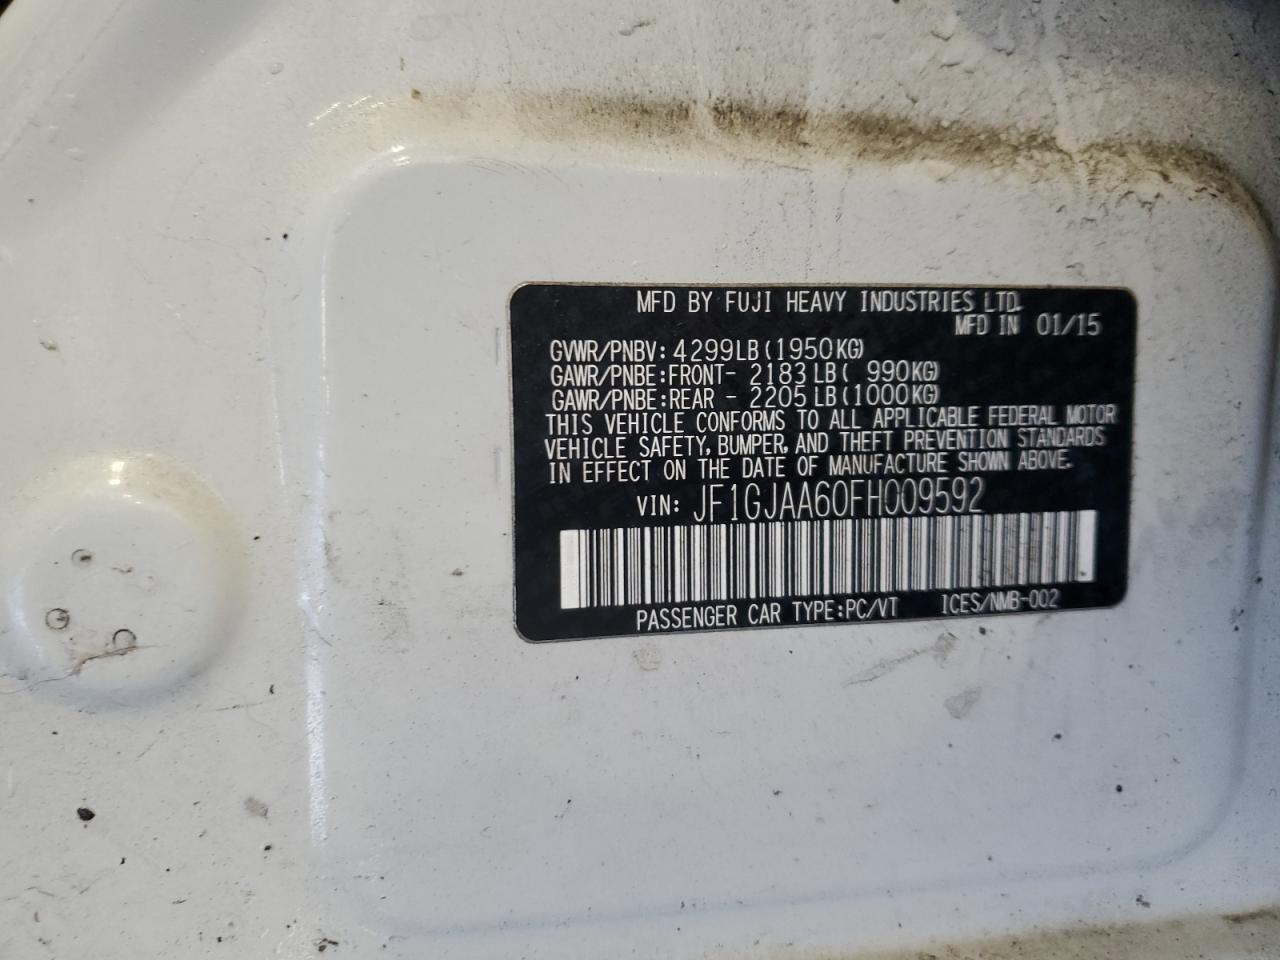 MFD BY FUJI HEAVY INDUSTRIES LTD.
MFD IN 01/15
GVWR/PNBV: 4299LB (1950KG)
GAWR/PNBE:FRONT- 2183 LB ( 990KG)
GAWR/PNBE:REAR - 2205 LB (1000KG)
THIS VEHICLE CONFORMS TO ALL APPLICABLE FEDERAL MOTOR
VEHICLE SAFETY, BUMPER, AND THEFT PREVENTION STANDARDS
IN EFFECT ON THE DATE OF MANUFACTURE SHOWN ABOVE.
VIN: JF1GJAA60FH009592
PASSENGER CAR TYPE:PC/VT ICES/NMB-002